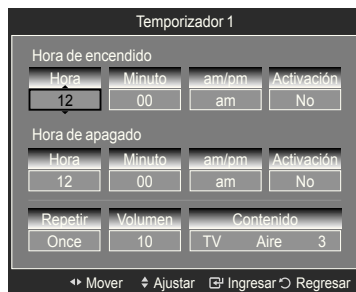 Temporizador 1
Hora de encendido
Hora Minuto am/pm Activación
12 00 am No
Hora de apagado
Hora Minuto am/pm Activación
12 00 am No
Repetir Volumen Contenido
Once 10 TV Aire 3
Mover Ajustar Ingresar Regresar